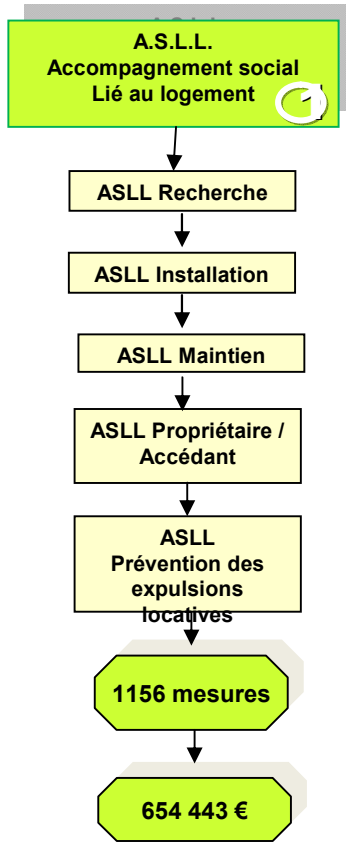 A.S.L.L.
Accompagnement social
Lié au logement
1
ASLL Recherche
ASLL Installation
ASLL Maintien
ASLL Propriétaire /
Accédant
ASLL
Prévention des
expulsions
locatives
1156 mesures
654 443 €